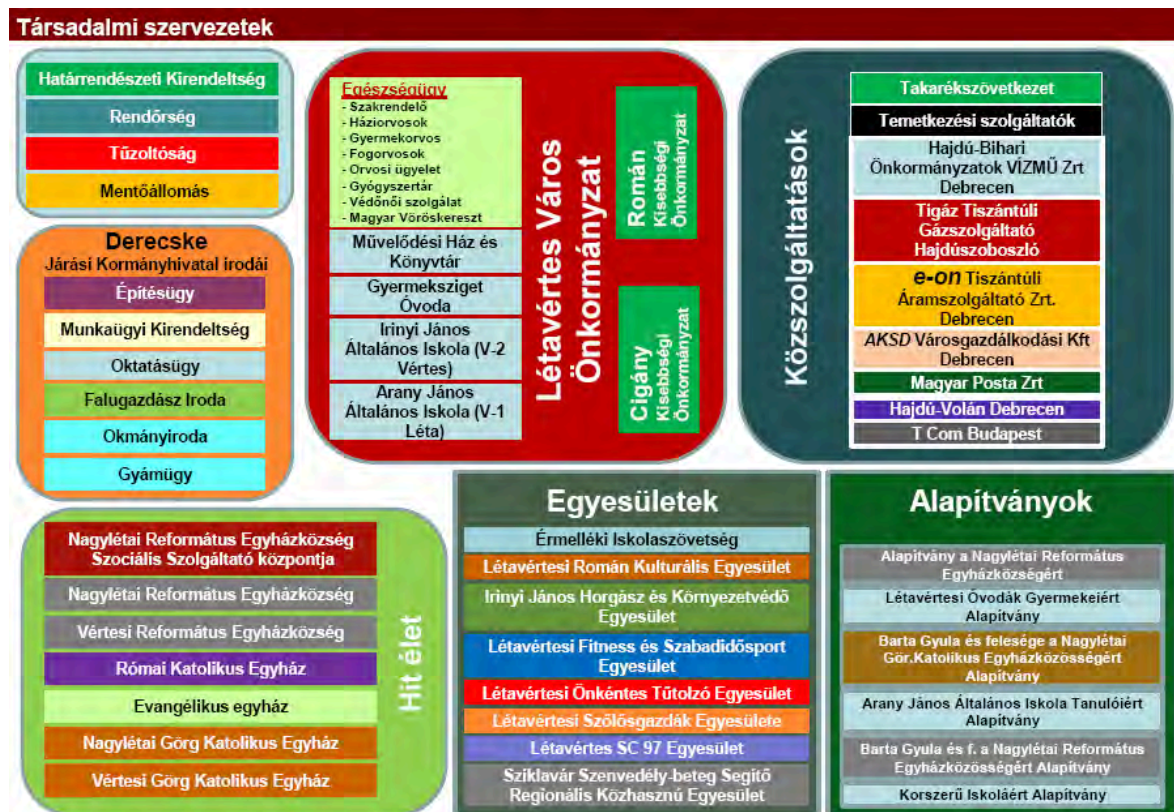 Társadalmi szervezetek
Határrendészeti Kirendeltség
Rendőrség
Tűzoltóság
Mentőállomás
Derecske
Járási Kormányhivatal irodái
Építésügy
Munkaügyi Kirendeltség
Oktatásügy
Falugazdász Iroda
Okmányiroda
Gyámügy
Egészségügy
- Szakrendelő
- Háziorvosok
- Gyermekorvos
- Fogorvosok
- Orvosi ügyelet
- Gyógyszertár
- Védőnői szolgálat
- Magyar Vöröskereszt
Művelődési Ház és
Könyvtár
Gyermeksziget
Óvoda
Irinyi János
Általános Iskola (V-2
Vértes)
Arany János
Általános Iskola (V-1
Léta)
Létavértes Város
Önkormányzat
Román
Kisebbségi
Önkormányzat
Cigány
Kisebbségi
Önkormányzat
Közszolgáltatások
Takarékszövetkezet
Temetkezési szolgáltatók
Hajdú-Bihari
Önkormányzatok VÍZMŰ Zrt
Debrecen
Tigáz Tiszántúli
Gázszolgáltató
Hajdúszoboszló
e-on Tiszántúli
Áramszolgáltató Zrt.
Debrecen
AKSD Városgazdálkodási Kft
Debrecen
Magyar Posta Zrt
Hajdú-Volán Debrecen
T Com Budapest
Nagylétai Református Egyházközség
Szociális Szolgáltató központja
Nagylétai Református Egyházközség
Vértesi Református Egyházközség
Római Katolikus Egyház
Evangélikus egyház
Nagylétai Görg Katolikus Egyház
Vértesi Görg Katolikus Egyház
Hit élet
Egyesületek
Érmelléki Iskolaszövetség
Létavértesi Román Kulturális Egyesület
Irinyi János Horgász és Környezetvédő
Egyesület
Létavértesi Fitness és Szabadidősport
Egyesület
Létavértesi Önkéntes Tűtolzó Egyesület
Létavértesi Szőlősgazdák Egyesülete
Létavértes SC 97 Egyesület
Sziklavár Szenvedély-beteg Segítő
Regionális Közhasznú Egyesület
Alapítványok
Alapítvány a Nagylétai Református
Egyházközségért
Létavértesi Óvodák Gyermekeiért
Alapítvány
Barta Gyula és felesége a Nagylétai
Gör.Katolikus Egyházközösségért
Alapítvány
Arany János Általános Iskola Tanulóiért
Alapítvány
Barta Gyula és f. a Nagylétai Református
Egyházközösségért Alapítvány
Korszerű Iskoláért Alapítvány